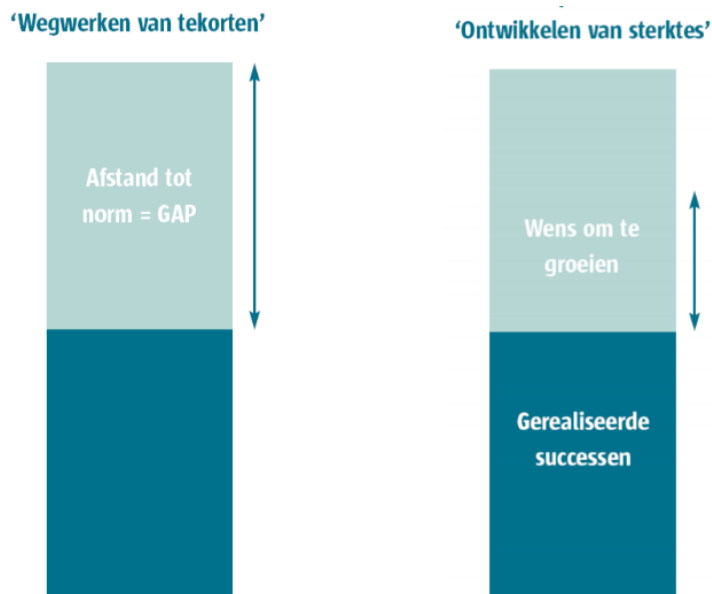 ‘Wegwerken van tekorten’
‘Ontwikkelen van sterktes’
Afstand tot
norm = GAP
Wens om te
groeien
Gerealiseerde
successen